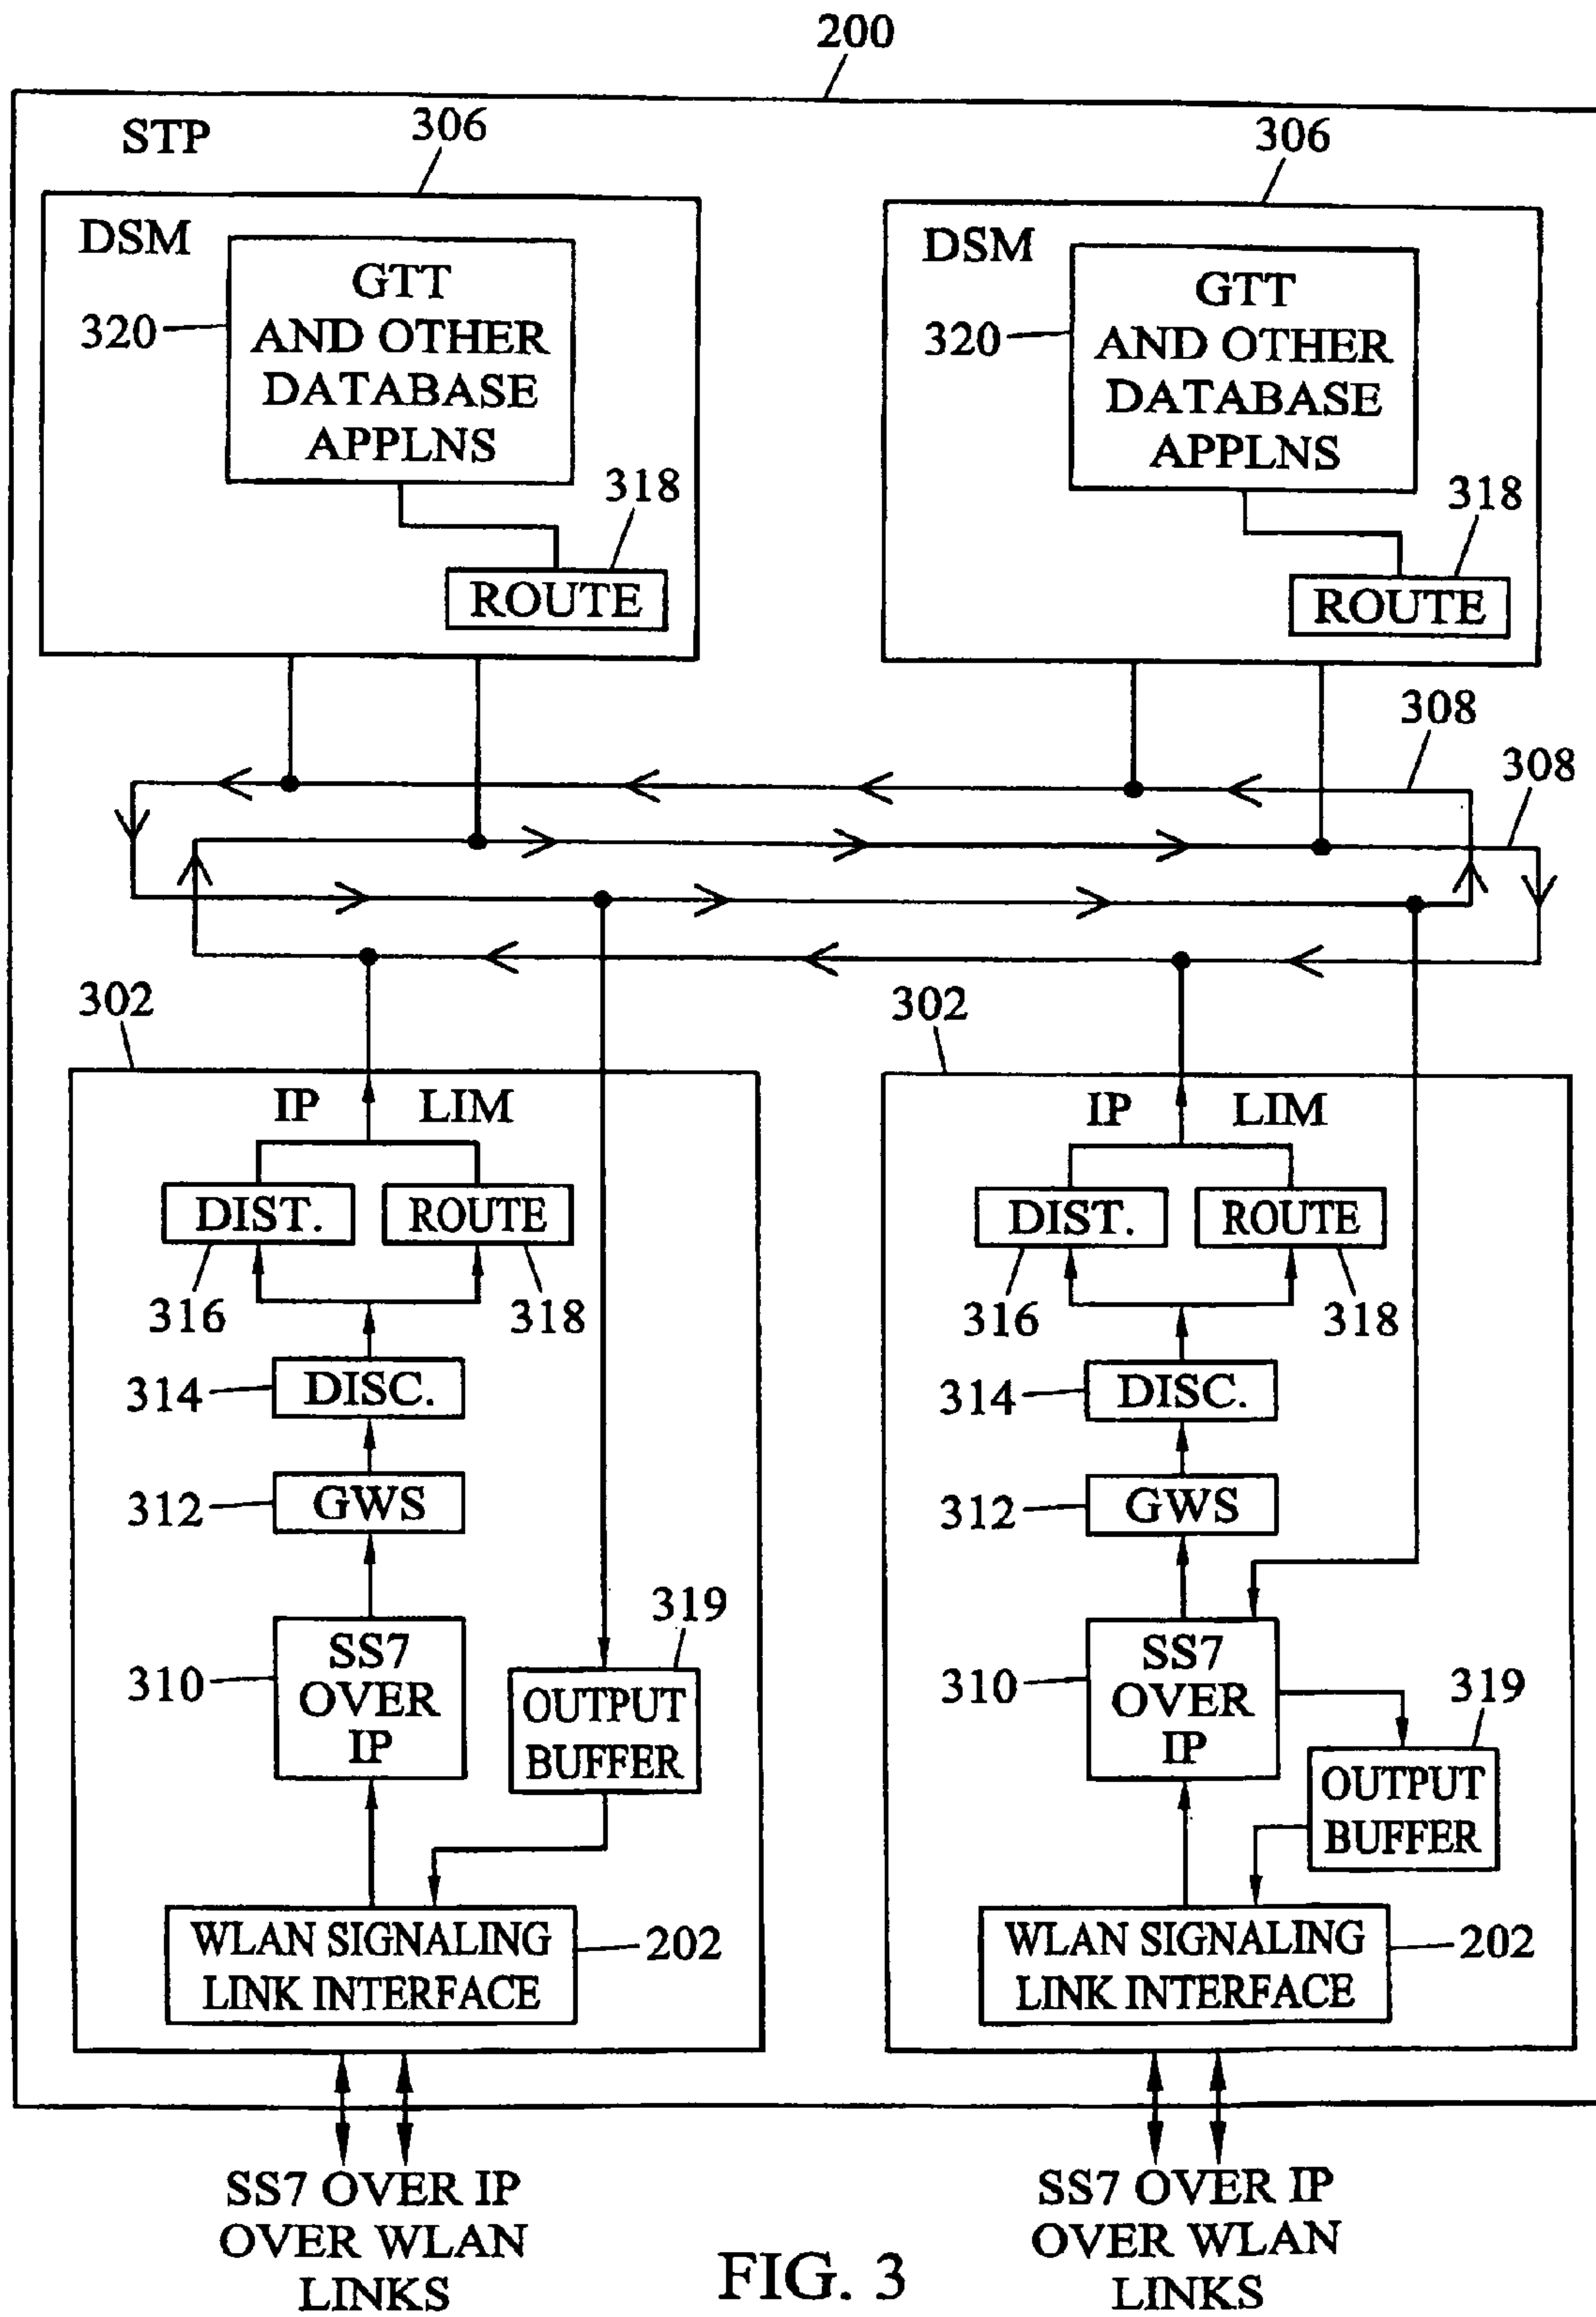 200
STP
306
306
DSM
GTT
AND OTHER
DATABASE
APPLNS
320
318
ROUTE
DSM
GTT
AND OTHER
DATABASE
APPLNS
320
318
ROUTE
308
308
302
IP LIM
DIST.
ROUTE
316
318
314
DISC.
312
GWS
310
SS7
OVER
IP
319
OUTPUT
BUFFER
WLAN SIGNALING
LINK INTERFACE
202
SS7 OVER IP
OVER WLAN
LINKS
302
IP LIM
DIST.
ROUTE
316
318
314
DISC.
312
GWS
310
SS7
OVER
IP
319
OUTPUT
BUFFER
WLAN SIGNALING
LINK INTERFACE
202
SS7 OVER IP
OVER WLAN
LINKS
FIG. 3